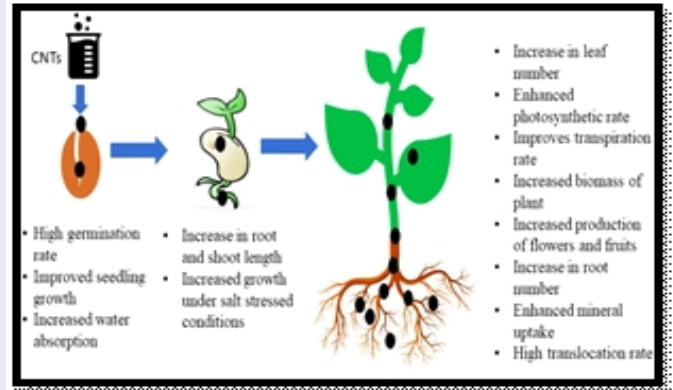 CNTs
• High germination
rate
• Improved seedling
growth
• Increased water
absorption
• Increase in root
and shoot length
• Increased growth
under salt stressed
conditions
• Increase in leaf
number
• Enhanced
photosynthetic rate
• Improves transpiration
rate
• Increased biomass of
plant
• Increased production
of flowers and fruits
• Increase in root
number
• Enhanced mineral
uptake
• High translocation rate